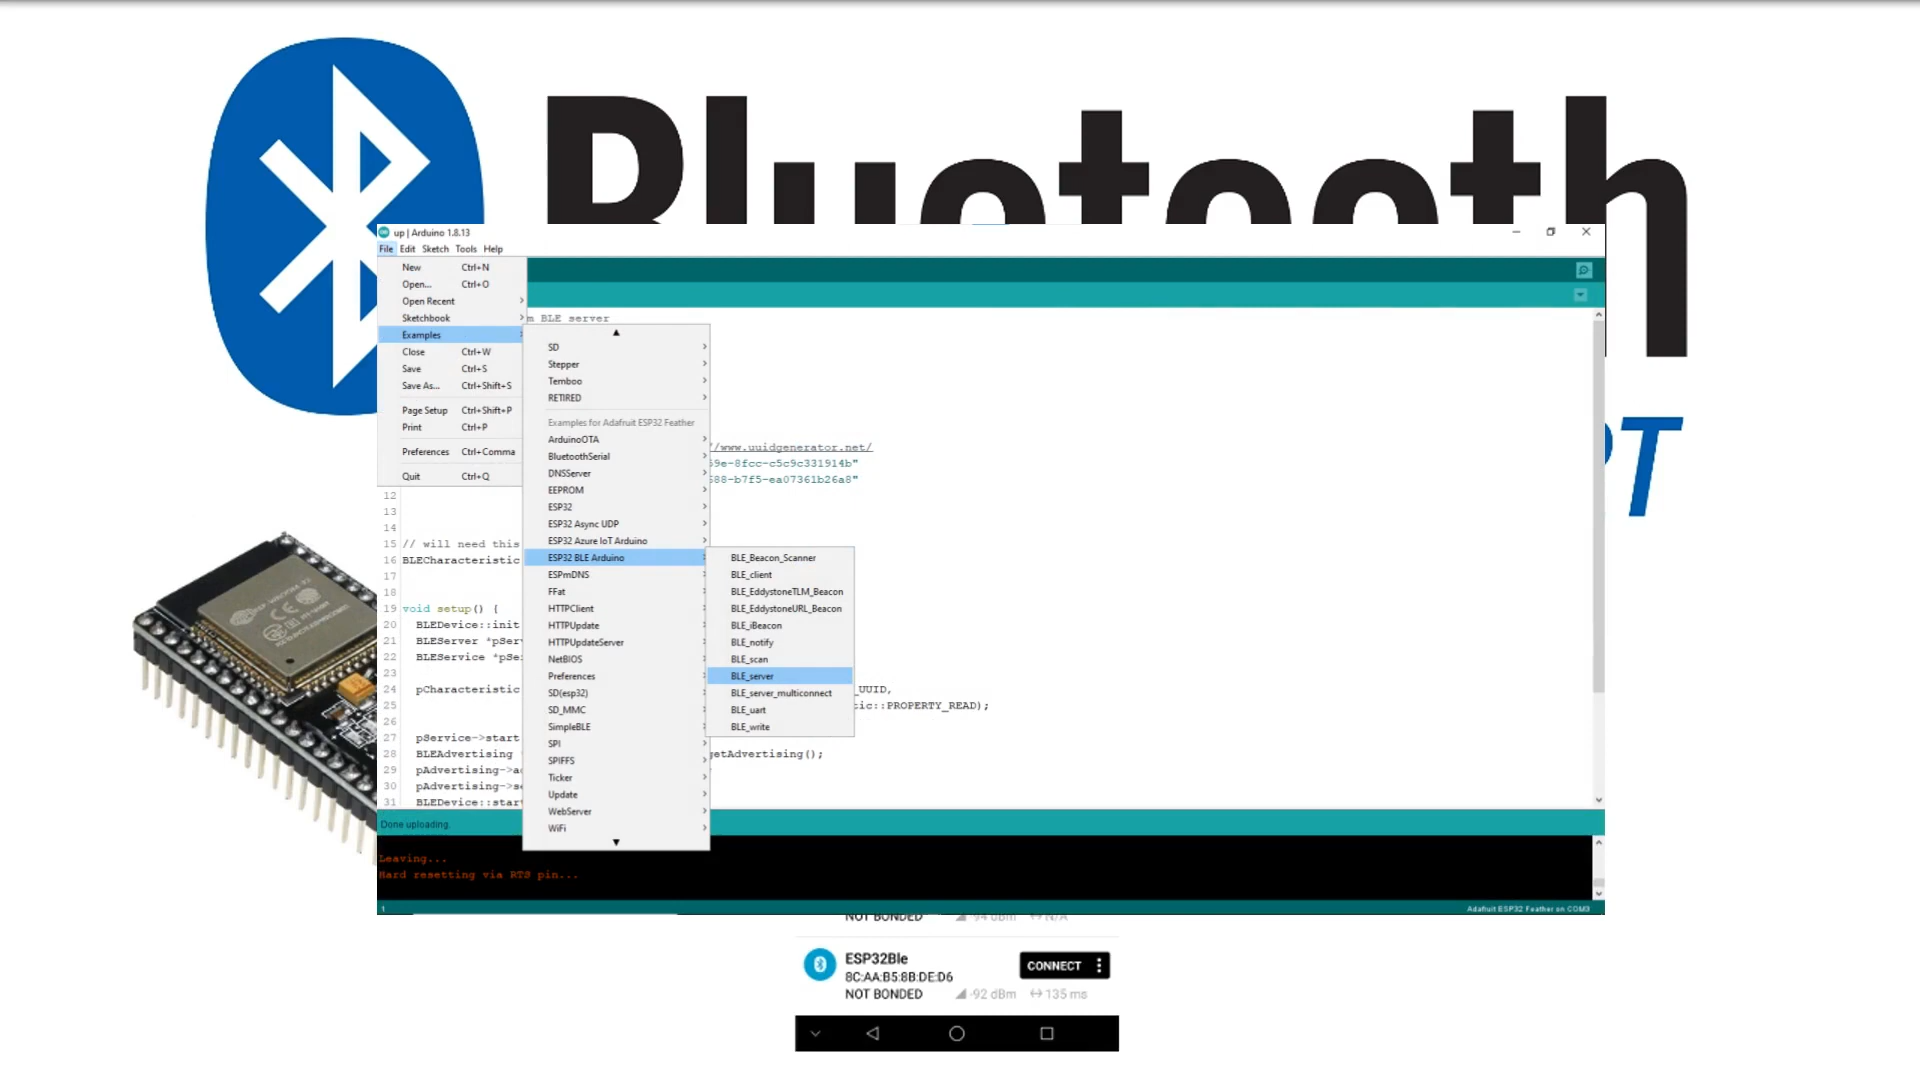 Bluetooth
up | Arduino 1.8.13
File Edit Sketch Tools Help
New Ctrl+N
Open... Ctrl+O
Open Recent
Sketchbook
Examples
Close Ctrl+W
Save Ctrl+S
Save As... Ctrl+Shift+S
Page Setup Ctrl+Shift+P
Print Ctrl+P
Preferences Ctrl+Comma
Quit Ctrl+Q
m BLE server
SD
Stepper
Temboo
RETIRED
Examples for Adafruit ESP32 Feather
ArduinoOTA
BluetoothSerial
DNSServer
EEPROM
ESP32
ESP32 Async UDP
ESP32 Azure IoT Arduino
ESP32 BLE Arduino
ESPmDNS
FFat
HTTPClient
HTTPUpdate
HTTPUpdateServer
NetBIOS
Preferences
SD(esp32)
SD_MMC
SimpleBLE
SPI
SPIFFS
Ticker
Update
WebServer
WiFi
BLE_Beacon_Scanner
BLE_client
BLE_EddystoneTLM_Beacon
BLE_EddystoneURL_Beacon
BLE_iBeacon
BLE_notify
BLE_scan
BLE_server
BLE_server_multiconnect
BLE_uart
BLE_write
//www.uuidgenerator.net/
59e-8fcc-c5c9c331914b"
588-b7f5-ea07361b26a8"
12
13
14
15 // will need this
16 BLECharacteristic
17
18
19 void setup() {
20 BLEDevice::init
21 BLEServer *pSer
22 BLEService *pSe
23
24 pCharacteristic _UUID,
25 tic::PROPERTY_READ);
26
27 pService->start
28 BLEAdvertising getAdvertising();
29 pAdvertising->a
30 pAdvertising->s
31 BLEDevice::star
Done uploading.
Leaving...
Hard resetting via RTS pin...
1 Adafruit ESP32 Feather on COM3
NOT BONDED -94 dBm N/A
ESP32Ble
8C:AA:B5:8B:DE:D6
CONNECT
NOT BONDED -92 dBm 135 ms